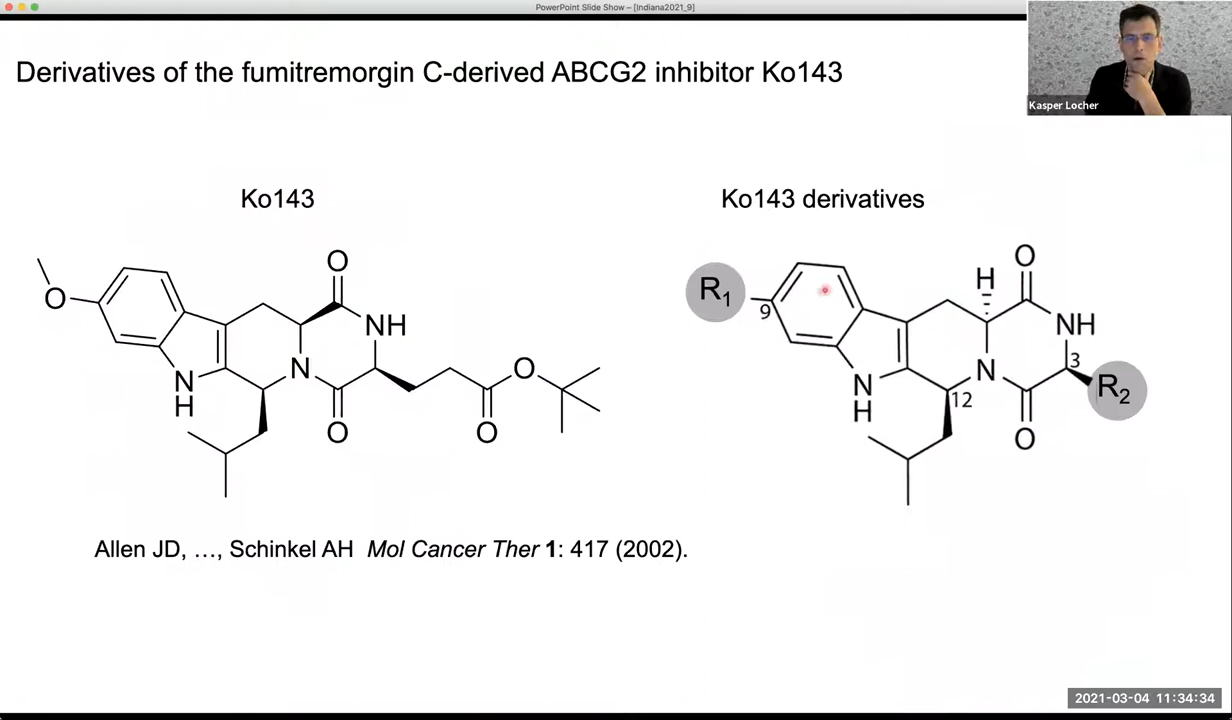 PowerPoint Slide Show – [Indiana2021_9]
Derivatives of the fumitremorgin C-derived ABCG2 inhibitor Ko143
Kasper Locher
Ko143
Ko143 derivatives
O
O
NH
N
O
N
H
O
O
R1
9
H
O
NH
3
R2
N
12
O
N
H
Allen JD, …, Schinkel AH Mol Cancer Ther 1: 417 (2002).
2021-03-04 11:34:34